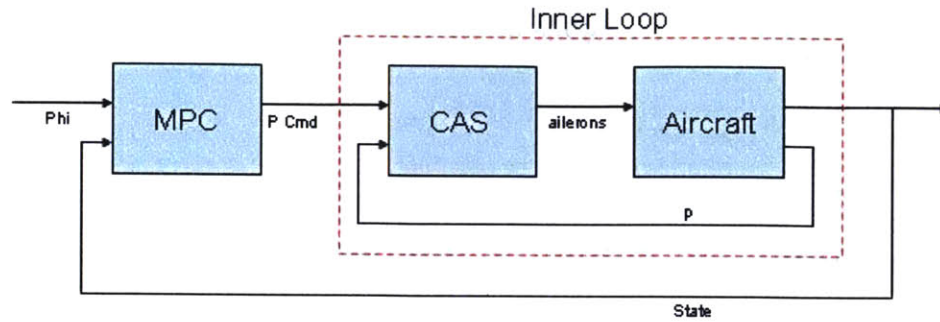 Inner Loop
MPC
CAS
Aircraft
Phi
P Cmd
ailerons
p
State